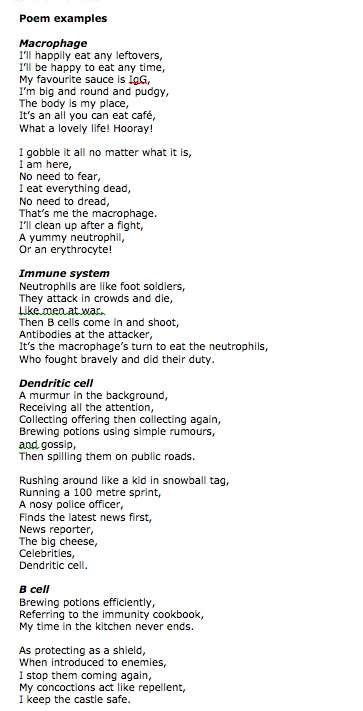 Poem examples
Macrophage
I'll happily eat any leftovers,
I'll be happy to eat any time,
My favourite sauce is IgG,
I'm big and round and pudgy,
The body is my place,
It's an all you can eat café,
What a lovely life! Hooray!
I gobble it all no matter what it is,
I am here,
No need to fear,
I eat everything dead,
No need to dread,
That's me the macrophage.
I'll clean up after a fight,
A yummy neutrophil,
Or an erythrocyte!
Immune system
Neutrophils are like foot soldiers,
They attack in crowds and die,
Like men at war.
Then B cells come in and shoot,
Antibodies at the attacker,
It's the macrophage's turn to eat the neutrophils,
Who fought bravely and did their duty.
Dendritic cell
A murmur in the background,
Receiving all the attention,
Collecting offering then collecting again,
Brewing potions using simple rumours,
and gossip,
Then spilling them on public roads.
Rushing around like a kid in snowball tag,
Running a 100 metre sprint,
A nosy police officer,
Finds the latest news first,
News reporter,
The big cheese,
Celebrities,
Dendritic cell.
B cell
Brewing potions efficiently,
Referring to the immunity cookbook,
My time in the kitchen never ends.
As protecting as a shield,
When introduced to enemies,
I stop them coming again,
My concoctions act like repellent,
I keep the castle safe.